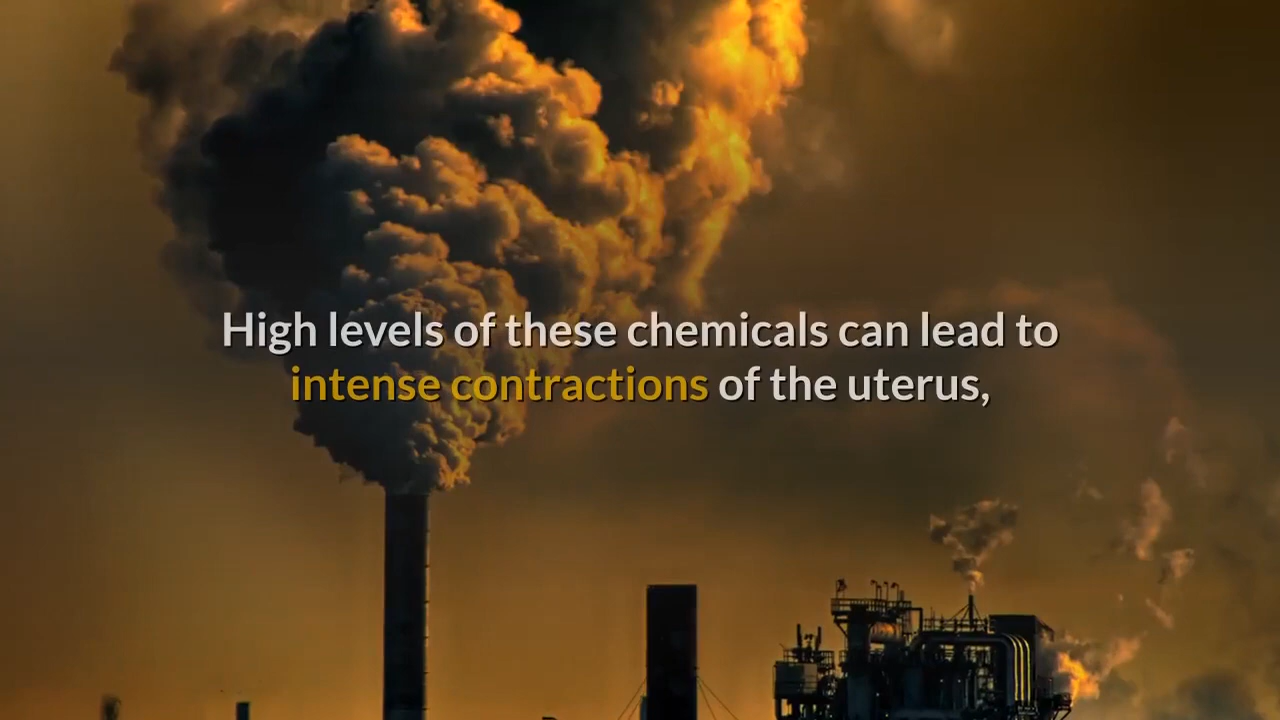 High levels of these chemicals can lead to
intense contractions of the uterus,